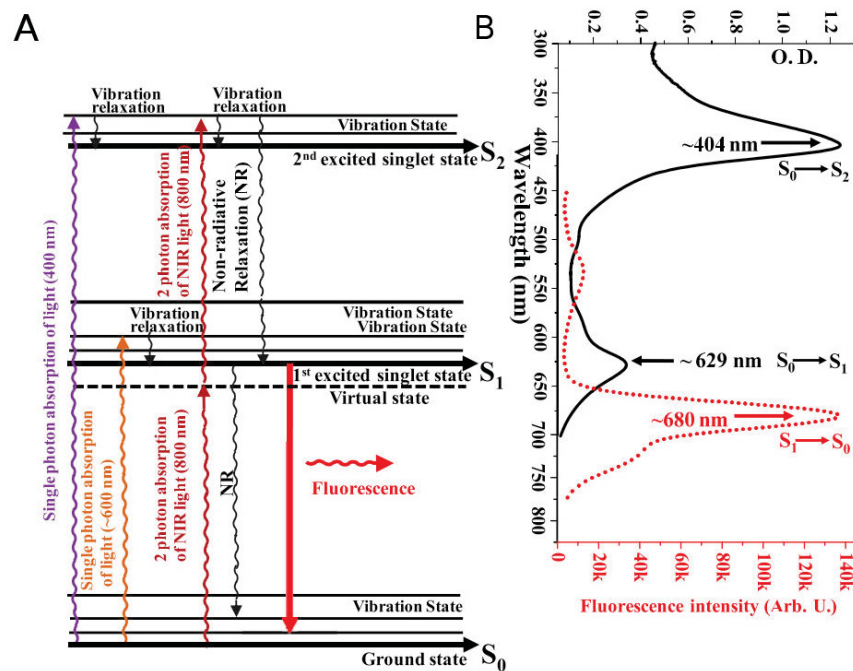 A
Vibration
relaxation
Vibration
relaxation
Vibration State
2nd excited singlet state
S2
Single photon absorption of light (400 nm)
2 photon absorption
of NIR light (800 nm)
Non-radiative
Relaxation (NR)
Vibration State
Vibration
relaxation
Vibration State
1st excited singlet state
S1
Virtual state
Single photon absorption
of light (~600 nm)
2 photon absorption
of NIR light (800 nm)
NR
Fluorescence
Vibration State
Ground state
S0
B
0.2 0.4 0.6 0.8 1.0 1.2
O. D.
Wavelength (nm)
300
400
450
500
550
600
650
700
750
800
~404 nm
S0 S2
~ 629 nm
S0 S1
~680 nm
S1 S0
0 20k 40k 60k 80k 100k 120k 140k
Fluorescence intensity (Arb. U.)